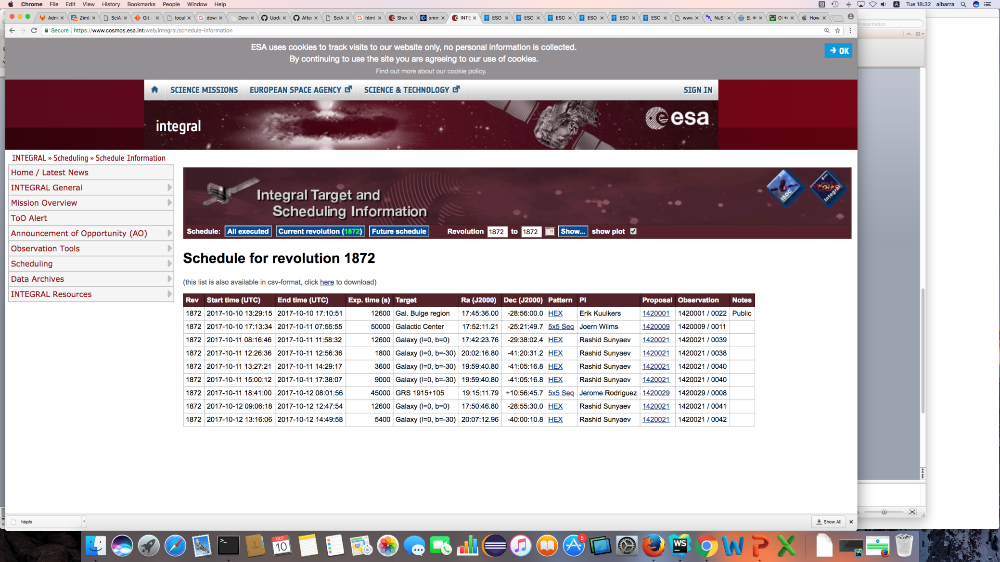 Chrome File Edit View History Bookmarks People Window Help Tue 18:32 aibarra
Adm Zimb SciA Git - local dow Dow Upda After SciA html Shor xmm INTE ESO ESO ESO ESO ESO ESO www NuS El Ol How
Presentation
Secure https://www.cosmos.esa.int/web/integral/schedule-information
ESA uses cookies to track visits to our website only, no personal information is collected.
By continuing to use the site you are agreeing to our use of cookies.
Find out more about our cookie policy.
OK
SCIENCE MISSIONS EUROPEAN SPACE AGENCY SCIENCE & TECHNOLOGY SIGN IN
integral
esa
INTEGRAL » Scheduling » Schedule Information
Home / Latest News
INTEGRAL General
Mission Overview
ToO Alert
Announcement of Opportunity (AO)
Observation Tools
Scheduling
Data Archives
INTEGRAL Resources
Integral Target and
Scheduling Information
ISOC
Integral
Schedule: All executed Current revolution (1872) Future schedule Revolution 1872 to 1872 Show... show plot
Schedule for revolution 1872
(this list is also available in csv-format, click here to download)
Rev Start time (UTC) End time (UTC) Exp. time (s) Target Ra (J2000) Dec (J2000) Pattern PI Proposal Observation Notes
1872 2017-10-10 13:29:15 2017-10-10 17:10:51 12600 Gal. Bulge region 17:45:36.00 -28:56:00.0 HEX Erik Kuulkers 1420001 1420001 / 0022 Public
1872 2017-10-10 17:13:34 2017-10-11 07:55:55 50000 Galactic Center 17:52:11.21 -25:21:49.7 5x5 Seq Joern Wilms 1420009 1420009 / 0011
1872 2017-10-11 08:16:46 2017-10-11 11:58:32 12600 Galaxy (l=0, b=0) 17:42:23.76 -29:38:02.4 HEX Rashid Sunyaev 1420021 1420021 / 0039
1872 2017-10-11 12:26:36 2017-10-11 12:56:36 1800 Galaxy (l=0, b=-30) 20:02:16.80 -41:20:31.2 HEX Rashid Sunyaev 1420021 1420021 / 0038
1872 2017-10-11 13:27:21 2017-10-11 14:29:17 3600 Galaxy (l=0, b=-30) 19:59:40.80 -41:05:16.8 HEX Rashid Sunyaev 1420021 1420021 / 0040
1872 2017-10-11 15:00:12 2017-10-11 17:38:07 9000 Galaxy (l=0, b=-30) 19:59:40.80 -41:05:16.8 HEX Rashid Sunyaev 1420021 1420021 / 0040
1872 2017-10-11 18:41:00 2017-10-12 08:01:56 45000 GRS 1915+105 19:15:11.79 +10:56:45.7 5x5 Seq Jerome Rodriguez 1420029 1420029 / 0008
1872 2017-10-12 09:06:18 2017-10-12 12:47:54 12600 Galaxy (l=0, b=0) 17:50:46.80 -28:55:30.0 HEX Rashid Sunyaev 1420021 1420021 / 0041
1872 2017-10-12 13:16:06 2017-10-12 14:49:58 5400 Galaxy (l=0, b=-30) 20:07:12.96 -40:00:10.8 HEX Rashid Sunyaev 1420021 1420021 / 0042
hbpix
Show All
OCT
10
3D
5
WS